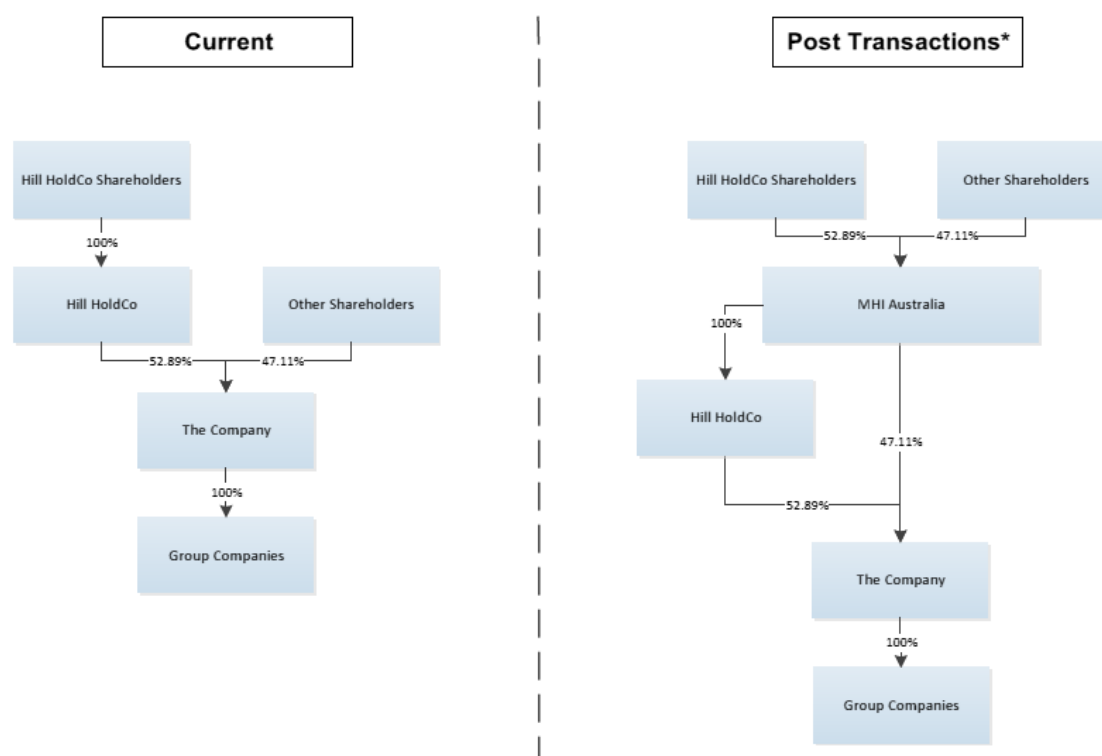 Current
Hill HoldCo Shareholders
100%
Hill HoldCo
Other Shareholders
52.89%
47.11%
The Company
100%
Group Companies
Post Transactions*
Hill HoldCo Shareholders
Other Shareholders
52.89%
47.11%
MHI Australia
100%
Hill HoldCo
47.11%
52.89%
The Company
100%
Group Companies